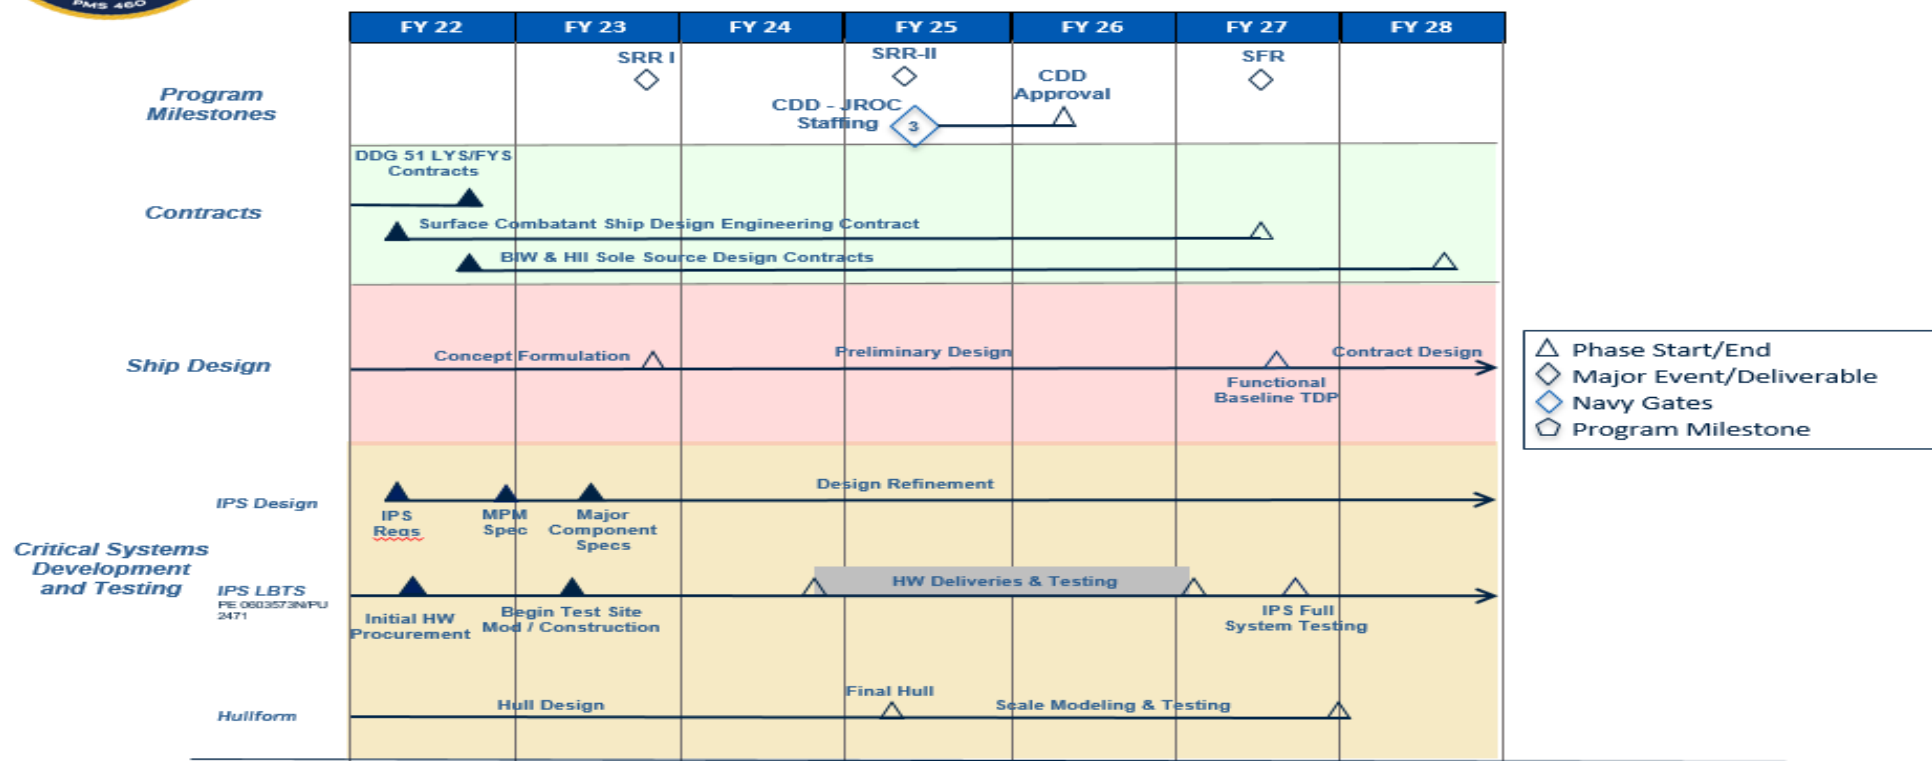 PMS 460
FY 22 FY 23 FY 24 FY 25 FY 26 FY 27 FY 28
Program
Milestones
SRR I
SRR-II
SFR
CDD
Approval
CDD - JROC
Staffing
3
Contracts
DDG 51 LYS/FYS
Contracts
Surface Combatant Ship Design Engineering Contract
BIW & HII Sole Source Design Contracts
Ship Design
Concept Formulation
Preliminary Design
Contract Design
Functional
Baseline TDP
Phase Start/End
Major Event/Deliverable
Navy Gates
Program Milestone
Critical Systems
Development
and Testing
IPS Design
IPS
Reqs
MPM
Spec
Major
Component
Specs
Design Refinement
IPS LBTS
PE 0603573N/PU
2471
Initial HW
Procurement
Begin Test Site
Mod / Construction
HW Deliveries & Testing
IPS Full
System Testing
Hullform
Hull Design
Final Hull
Scale Modeling & Testing